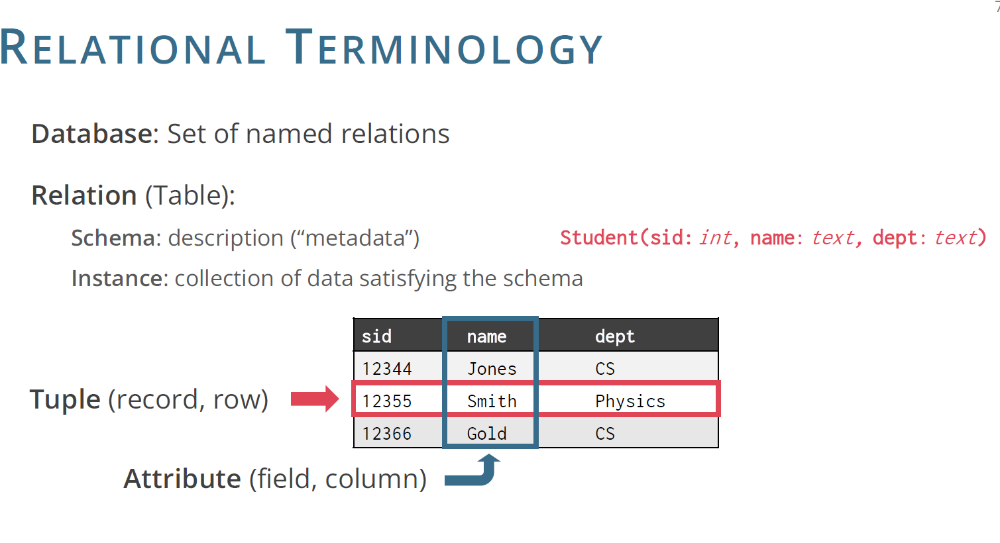 7
RELATIONAL TERMINOLOGY
Database: Set of named relations
Relation (Table):
Schema: description (“metadata”) Student(sid: int, name: text, dept: text)
Instance: collection of data satisfying the schema
sid name dept
12344 Jones CS
Tuple (record, row) 12355 Smith Physics
12366 Gold CS
Attribute (field, column)